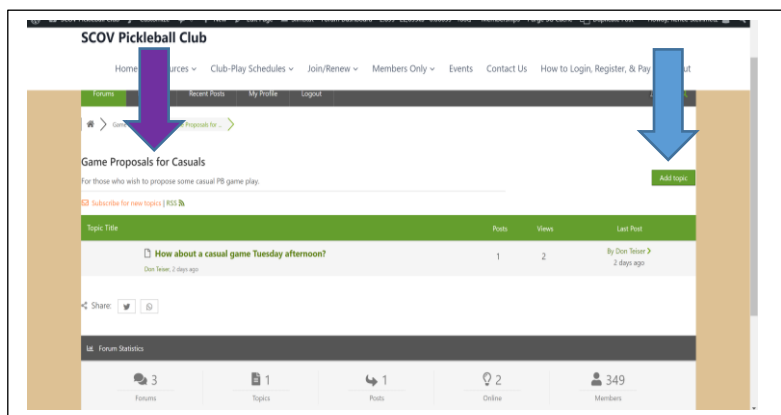 SCOV Pickleball Club
Home Club-Play Schedules Join/Renew Members Only Events Contact Us How to Login, Register, & Pay
Forums Recent Posts My Profile Logout
Game Proposals for Casuals
For those who wish to propose some casual PB game play.
Add topic
Subscribe for new topics | RSS
Topic Title Posts Views Last Post
How about a casual game Tuesday afternoon? 1 2 By Don Teiser
Don Teiser, 2 days ago 2 days ago
Share:
Forum Statistics
3 1 1 2 349
Forums Topics Posts Online Members